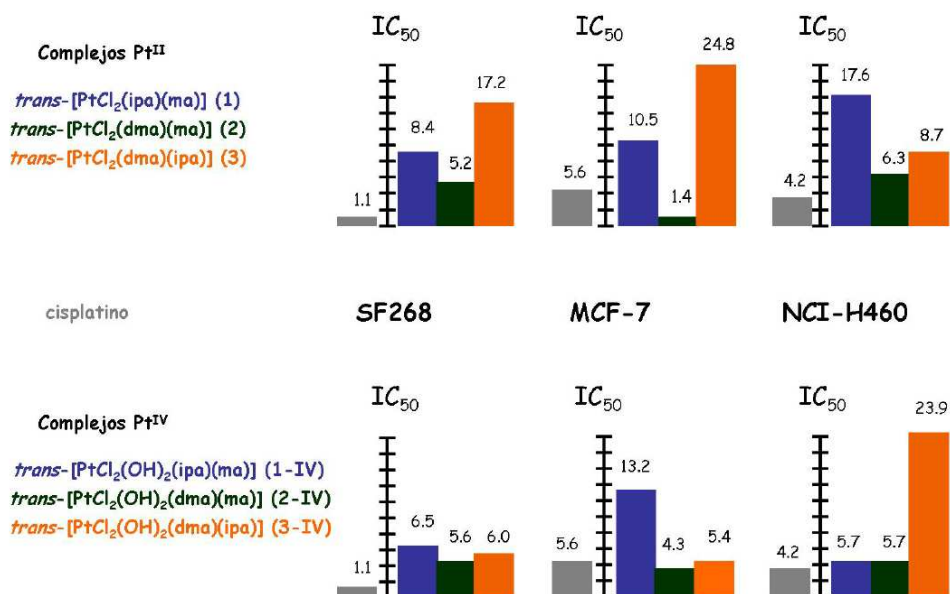 Complejos Pt^II
trans-[PtCl₂(ipa)(ma)] (1)
trans-[PtCl₂(dma)(ma)] (2)
trans-[PtCl₂(dma)(ipa)] (3)
IC₅₀
1.1
8.4
5.2
17.2
IC₅₀
5.6
10.5
1.4
24.8
IC₅₀
4.2
17.6
6.3
8.7
cisplatino
SF268
MCF-7
NCI-H460
Complejos Pt^IV
trans-[PtCl₂(OH)₂(ipa)(ma)] (1-IV)
trans-[PtCl₂(OH)₂(dma)(ma)] (2-IV)
trans-[PtCl₂(OH)₂(dma)(ipa)] (3-IV)
IC₅₀
1.1
6.5
5.6
6.0
IC₅₀
5.6
13.2
4.3
5.4
IC₅₀
4.2
5.7
5.7
23.9